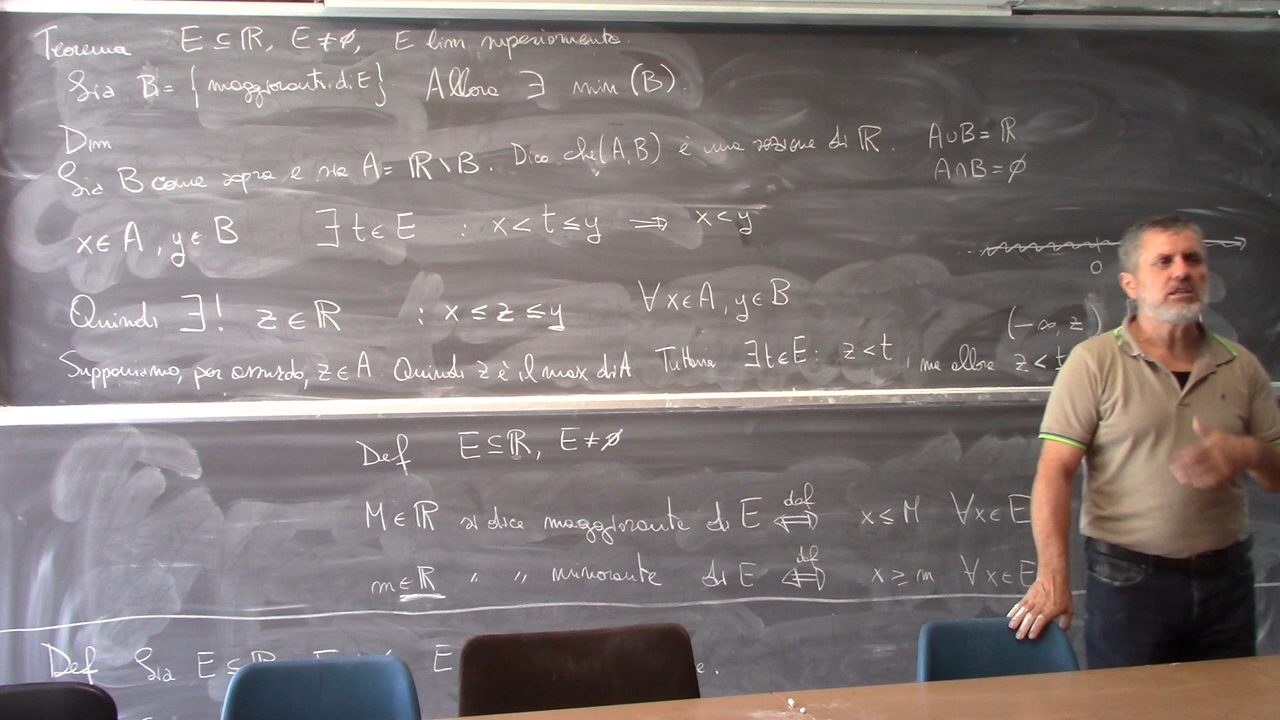 Teorema E ⊆ ℝ, E ≠ ∅, E lim. superiormente.
Sia B = { maggioranti di E }. Allora ∃ min (B).
Dim
Sia B come sopra e sia A = ℝ \ B. Dico che (A, B) è una sezione di ℝ. A ∪ B = ℝ
A ∩ B = ∅
x ∈ A, y ∈ B ∃ t ∈ E : x < t ≤ y ⟹ x < y
0
Quindi ∃! z ∈ ℝ : x ≤ z ≤ y ∀ x ∈ A, y ∈ B
(-∞, z)
Supponiamo, per assurdo, z ∈ A. Quindi z è il max di A Tuttavia ∃ t ∈ E : z < t, ma allora z <
Def E ⊆ ℝ, E ≠ ∅
M ∈ ℝ si dice maggiorante di E ⟺ def x ≤ M ∀ x ∈ E
m ∈ ℝ " " minorante di E ⟺ def x ≥ m ∀ x ∈ E
Def Sia E ⊆ ℝ, E